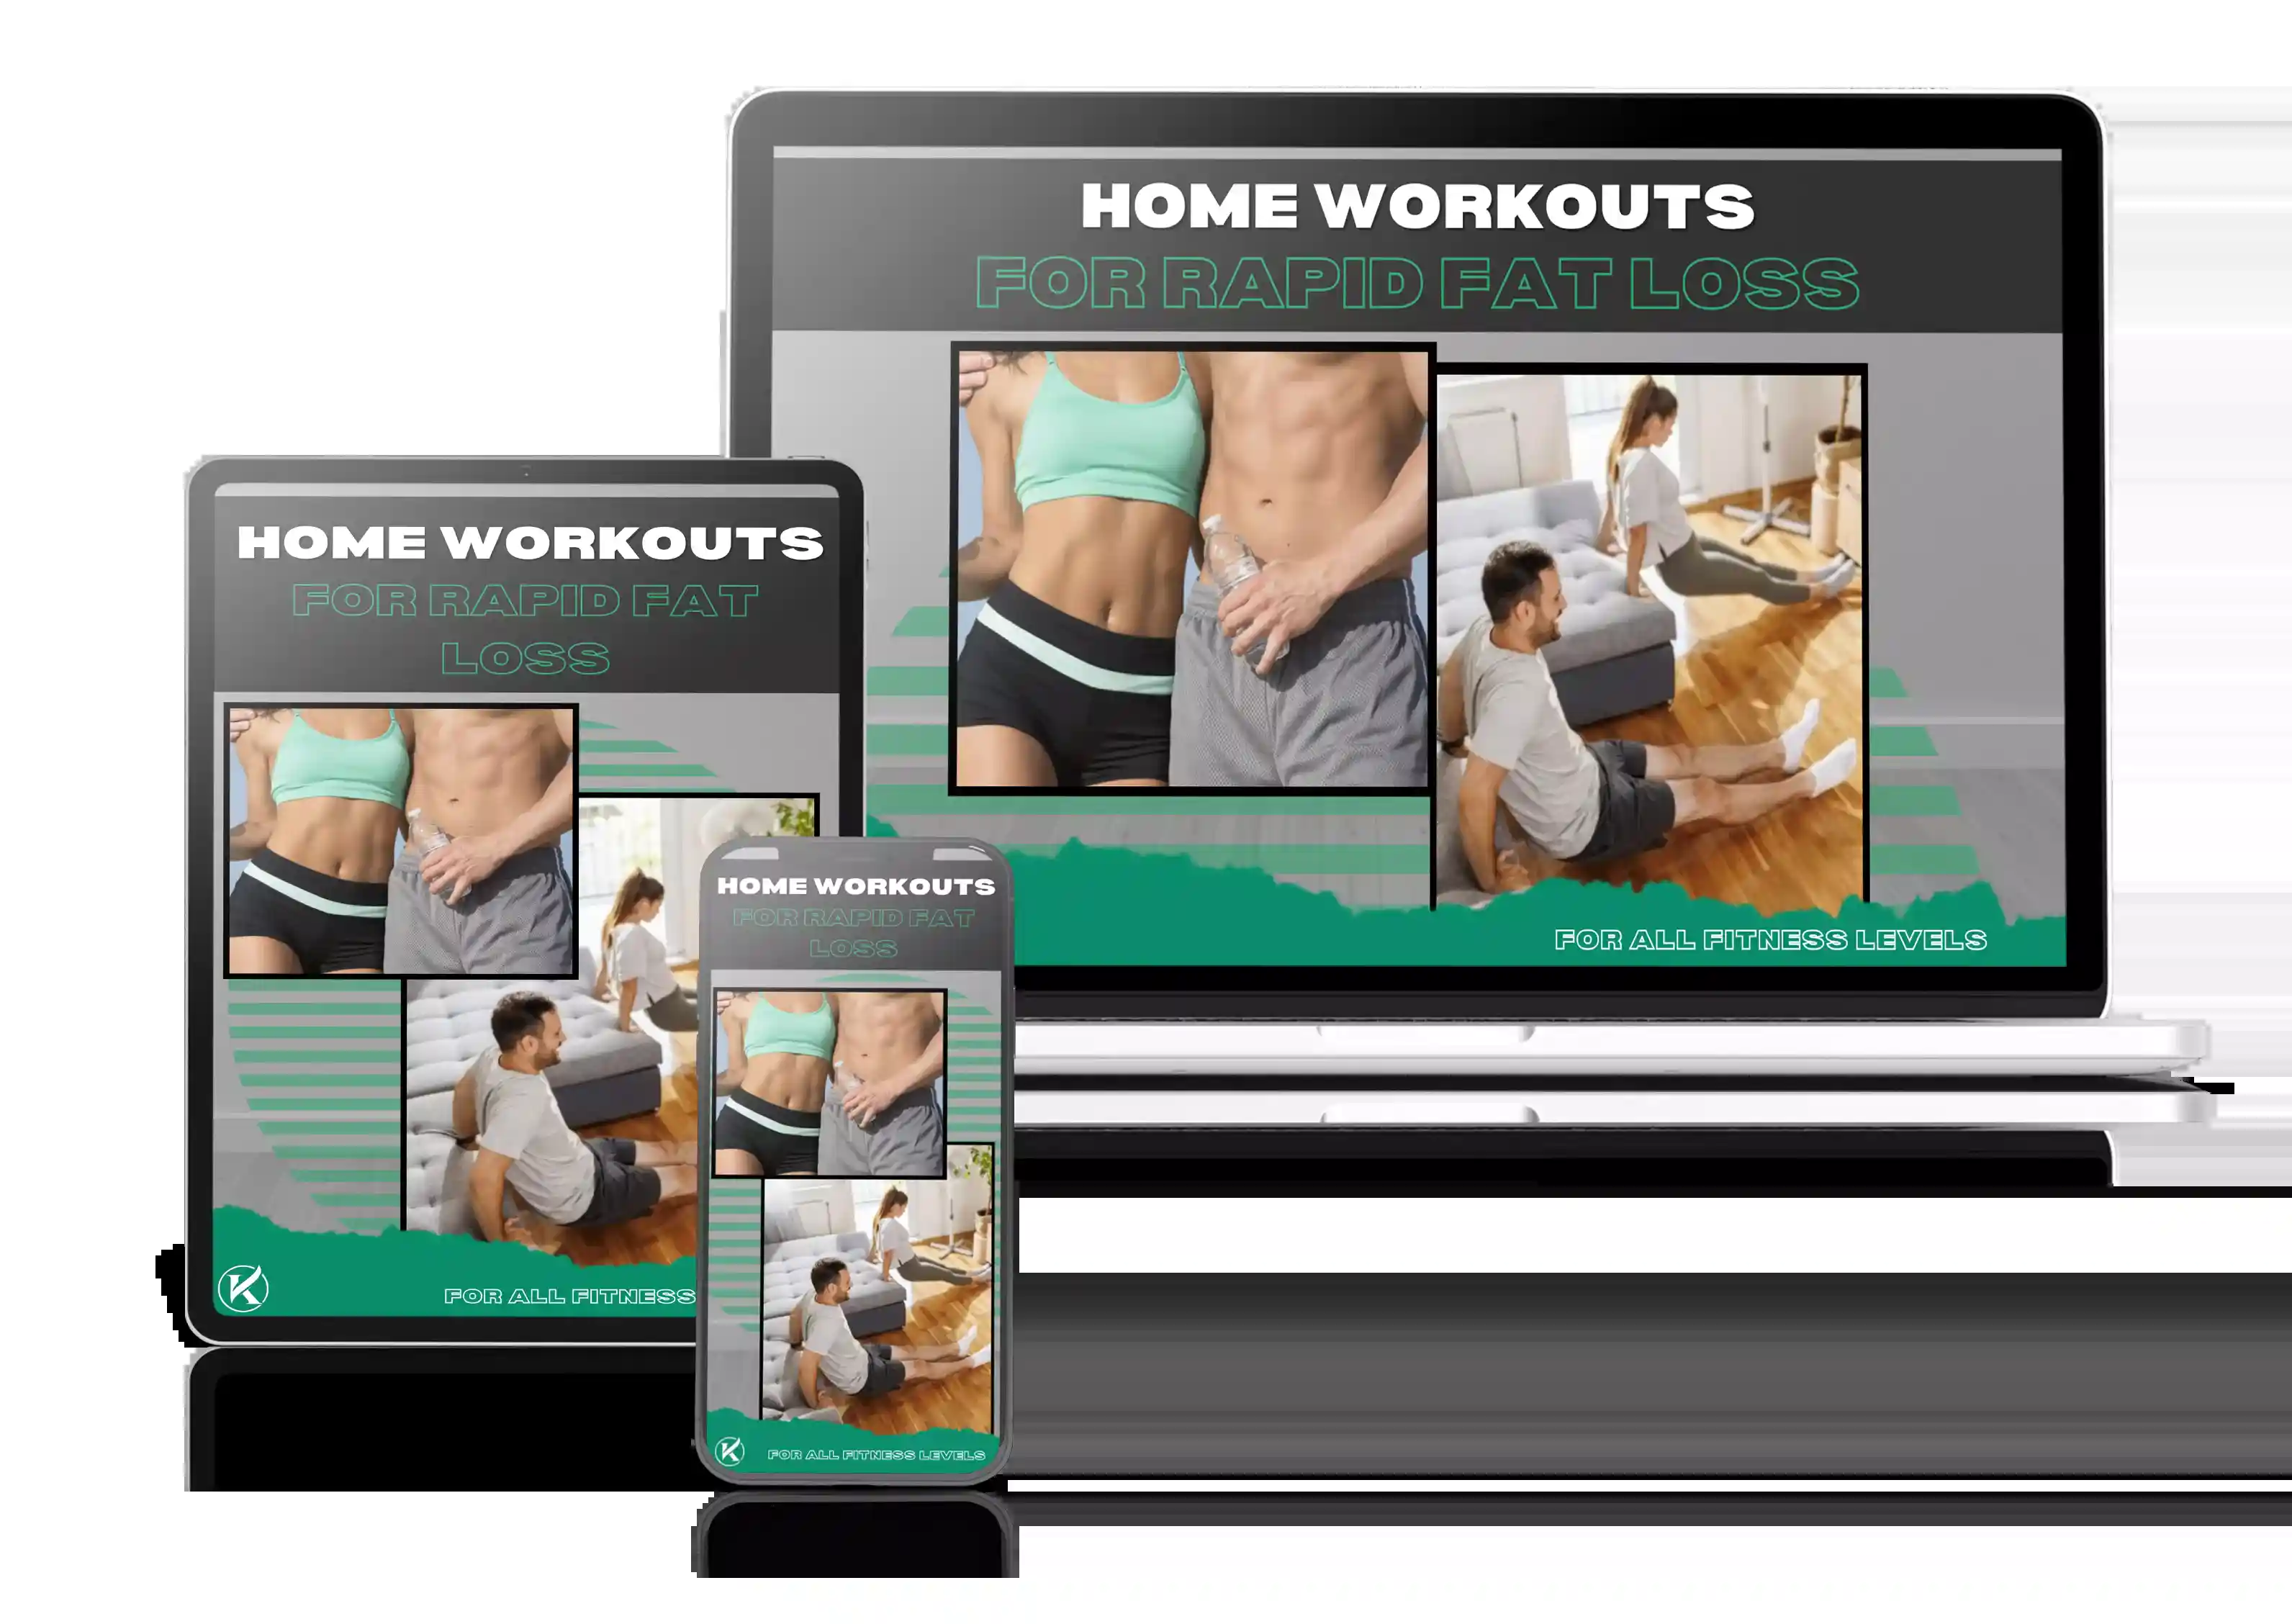 HOME WORKOUTS
FOR RAPID FAT LOSS
FOR ALL FITNESS LEVELS
HOME WORKOUTS
FOR RAPID FAT
LOSS
K
FOR ALL FITNESS
HOME WORKOUTS
FOR RAPID FAT
LOSS
K
FOR ALL FITNESS LEVELS